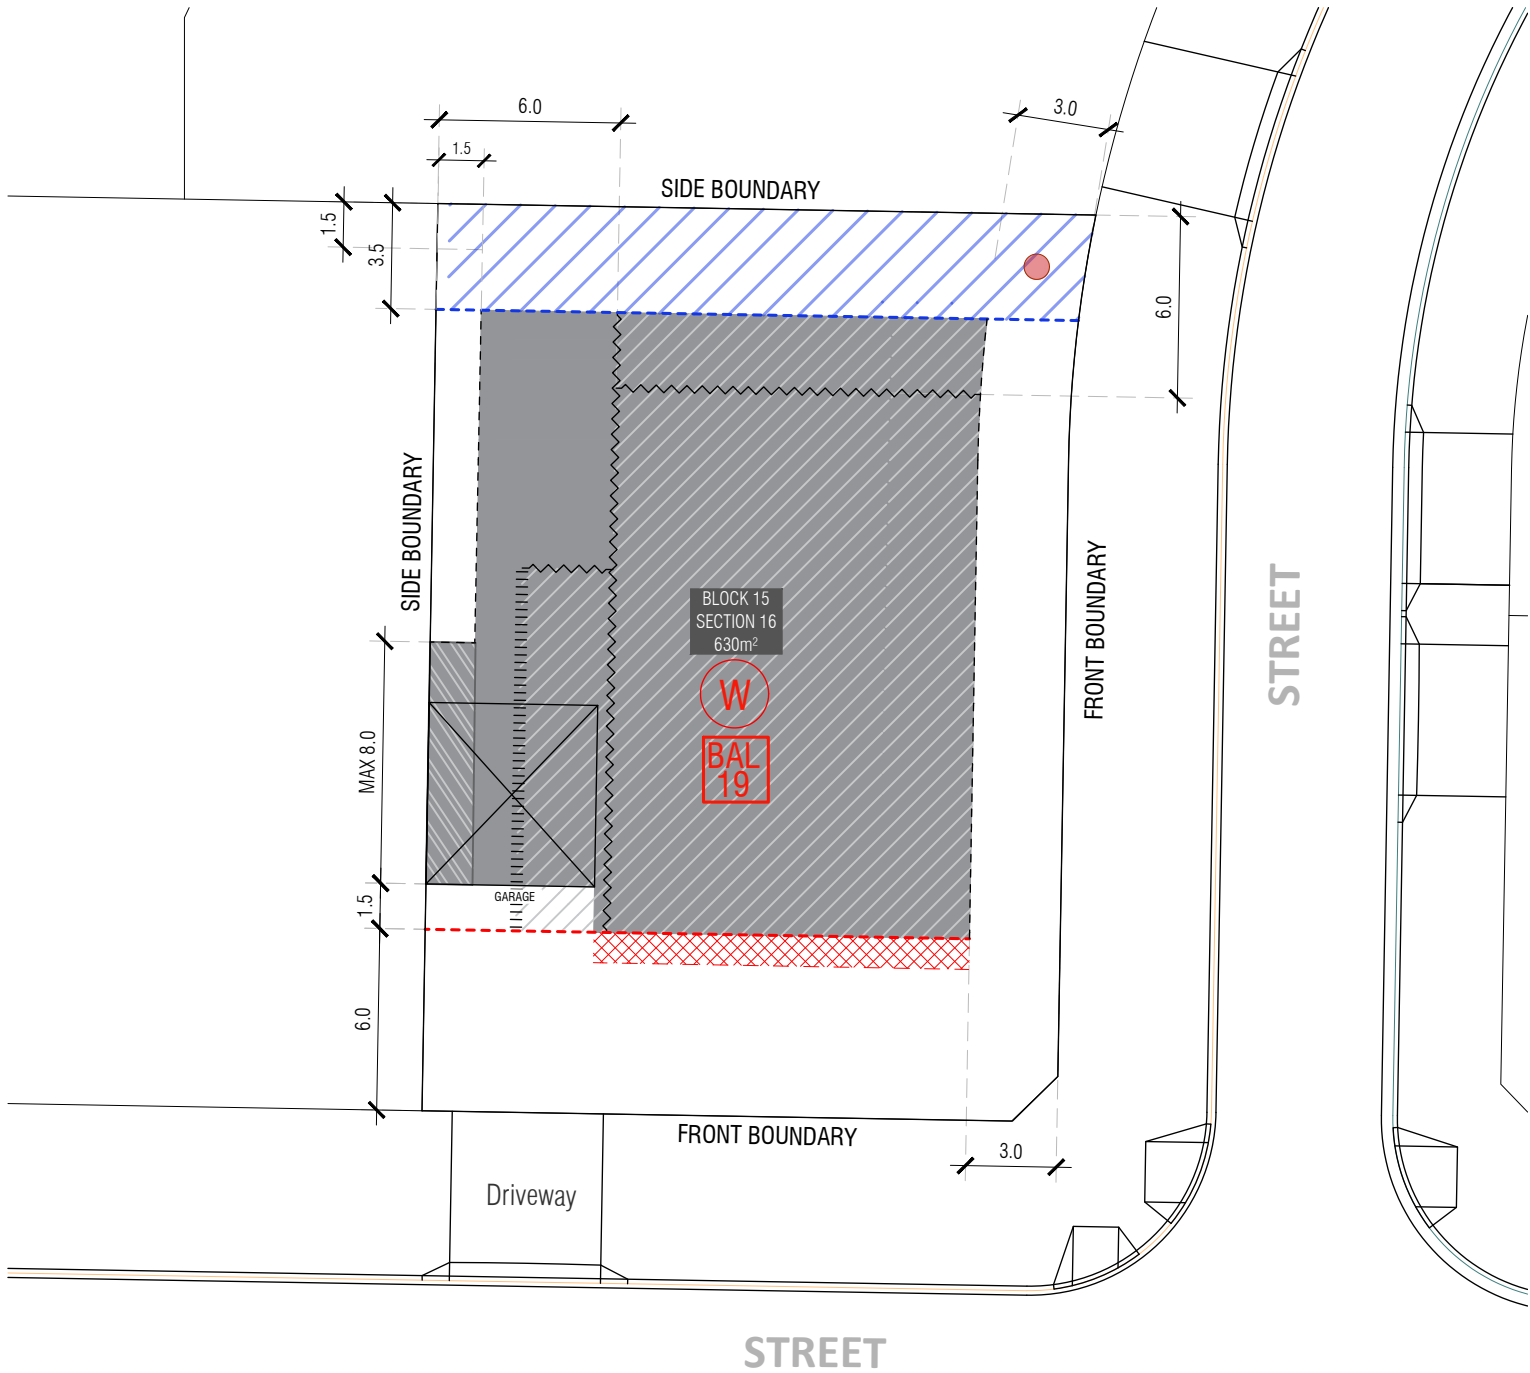 6.0
3.0
1.5
SIDE BOUNDARY
1.5
3.5
6.0
SIDE BOUNDARY
FRONT BOUNDARY
STREET
BLOCK 15
SECTION 16
630m²
W
BAL
19
MAX 8.0
GARAGE
1.5
6.0
FRONT BOUNDARY
3.0
Driveway
STREET